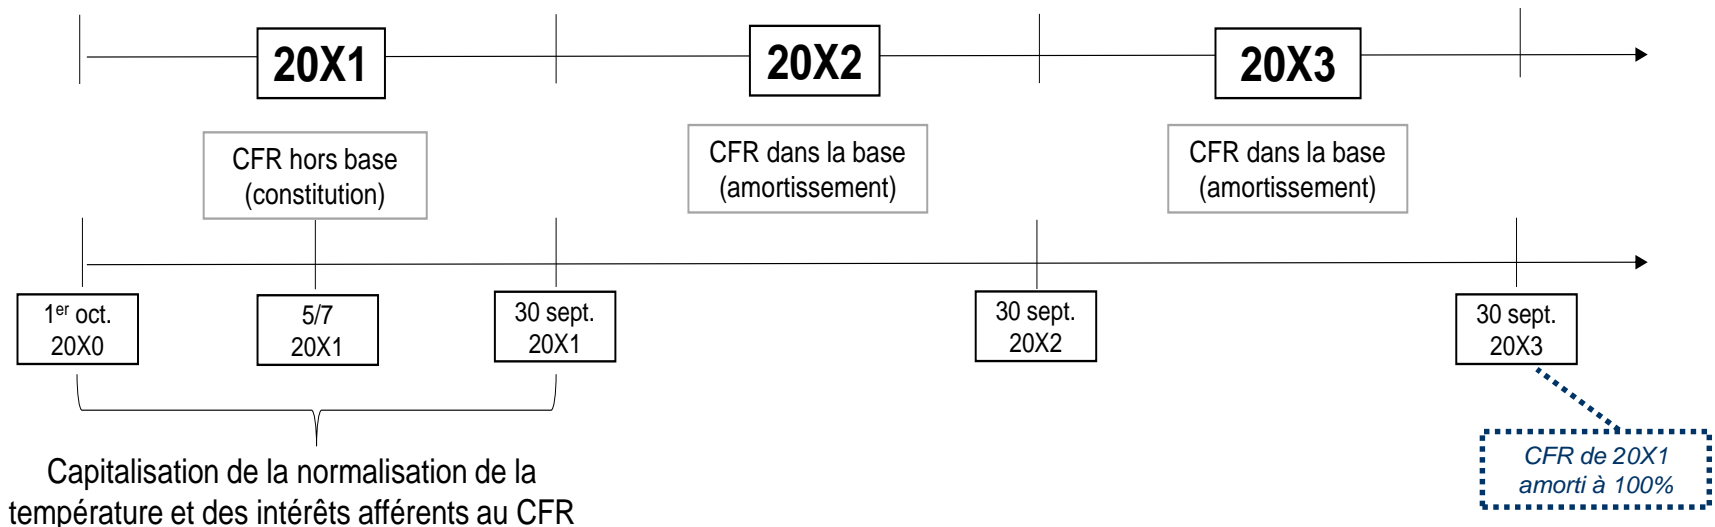 20X1
20X2
20X3
CFR hors base
(constitution)
CFR dans la base
(amortissement)
CFR dans la base
(amortissement)
1er oct.
20X0
5/7
20X1
30 sept.
20X1
30 sept.
20X2
30 sept.
20X3
Capitalisation de la normalisation de la
température et des intérêts afférents au CFR
CFR de 20X1
amorti à 100%